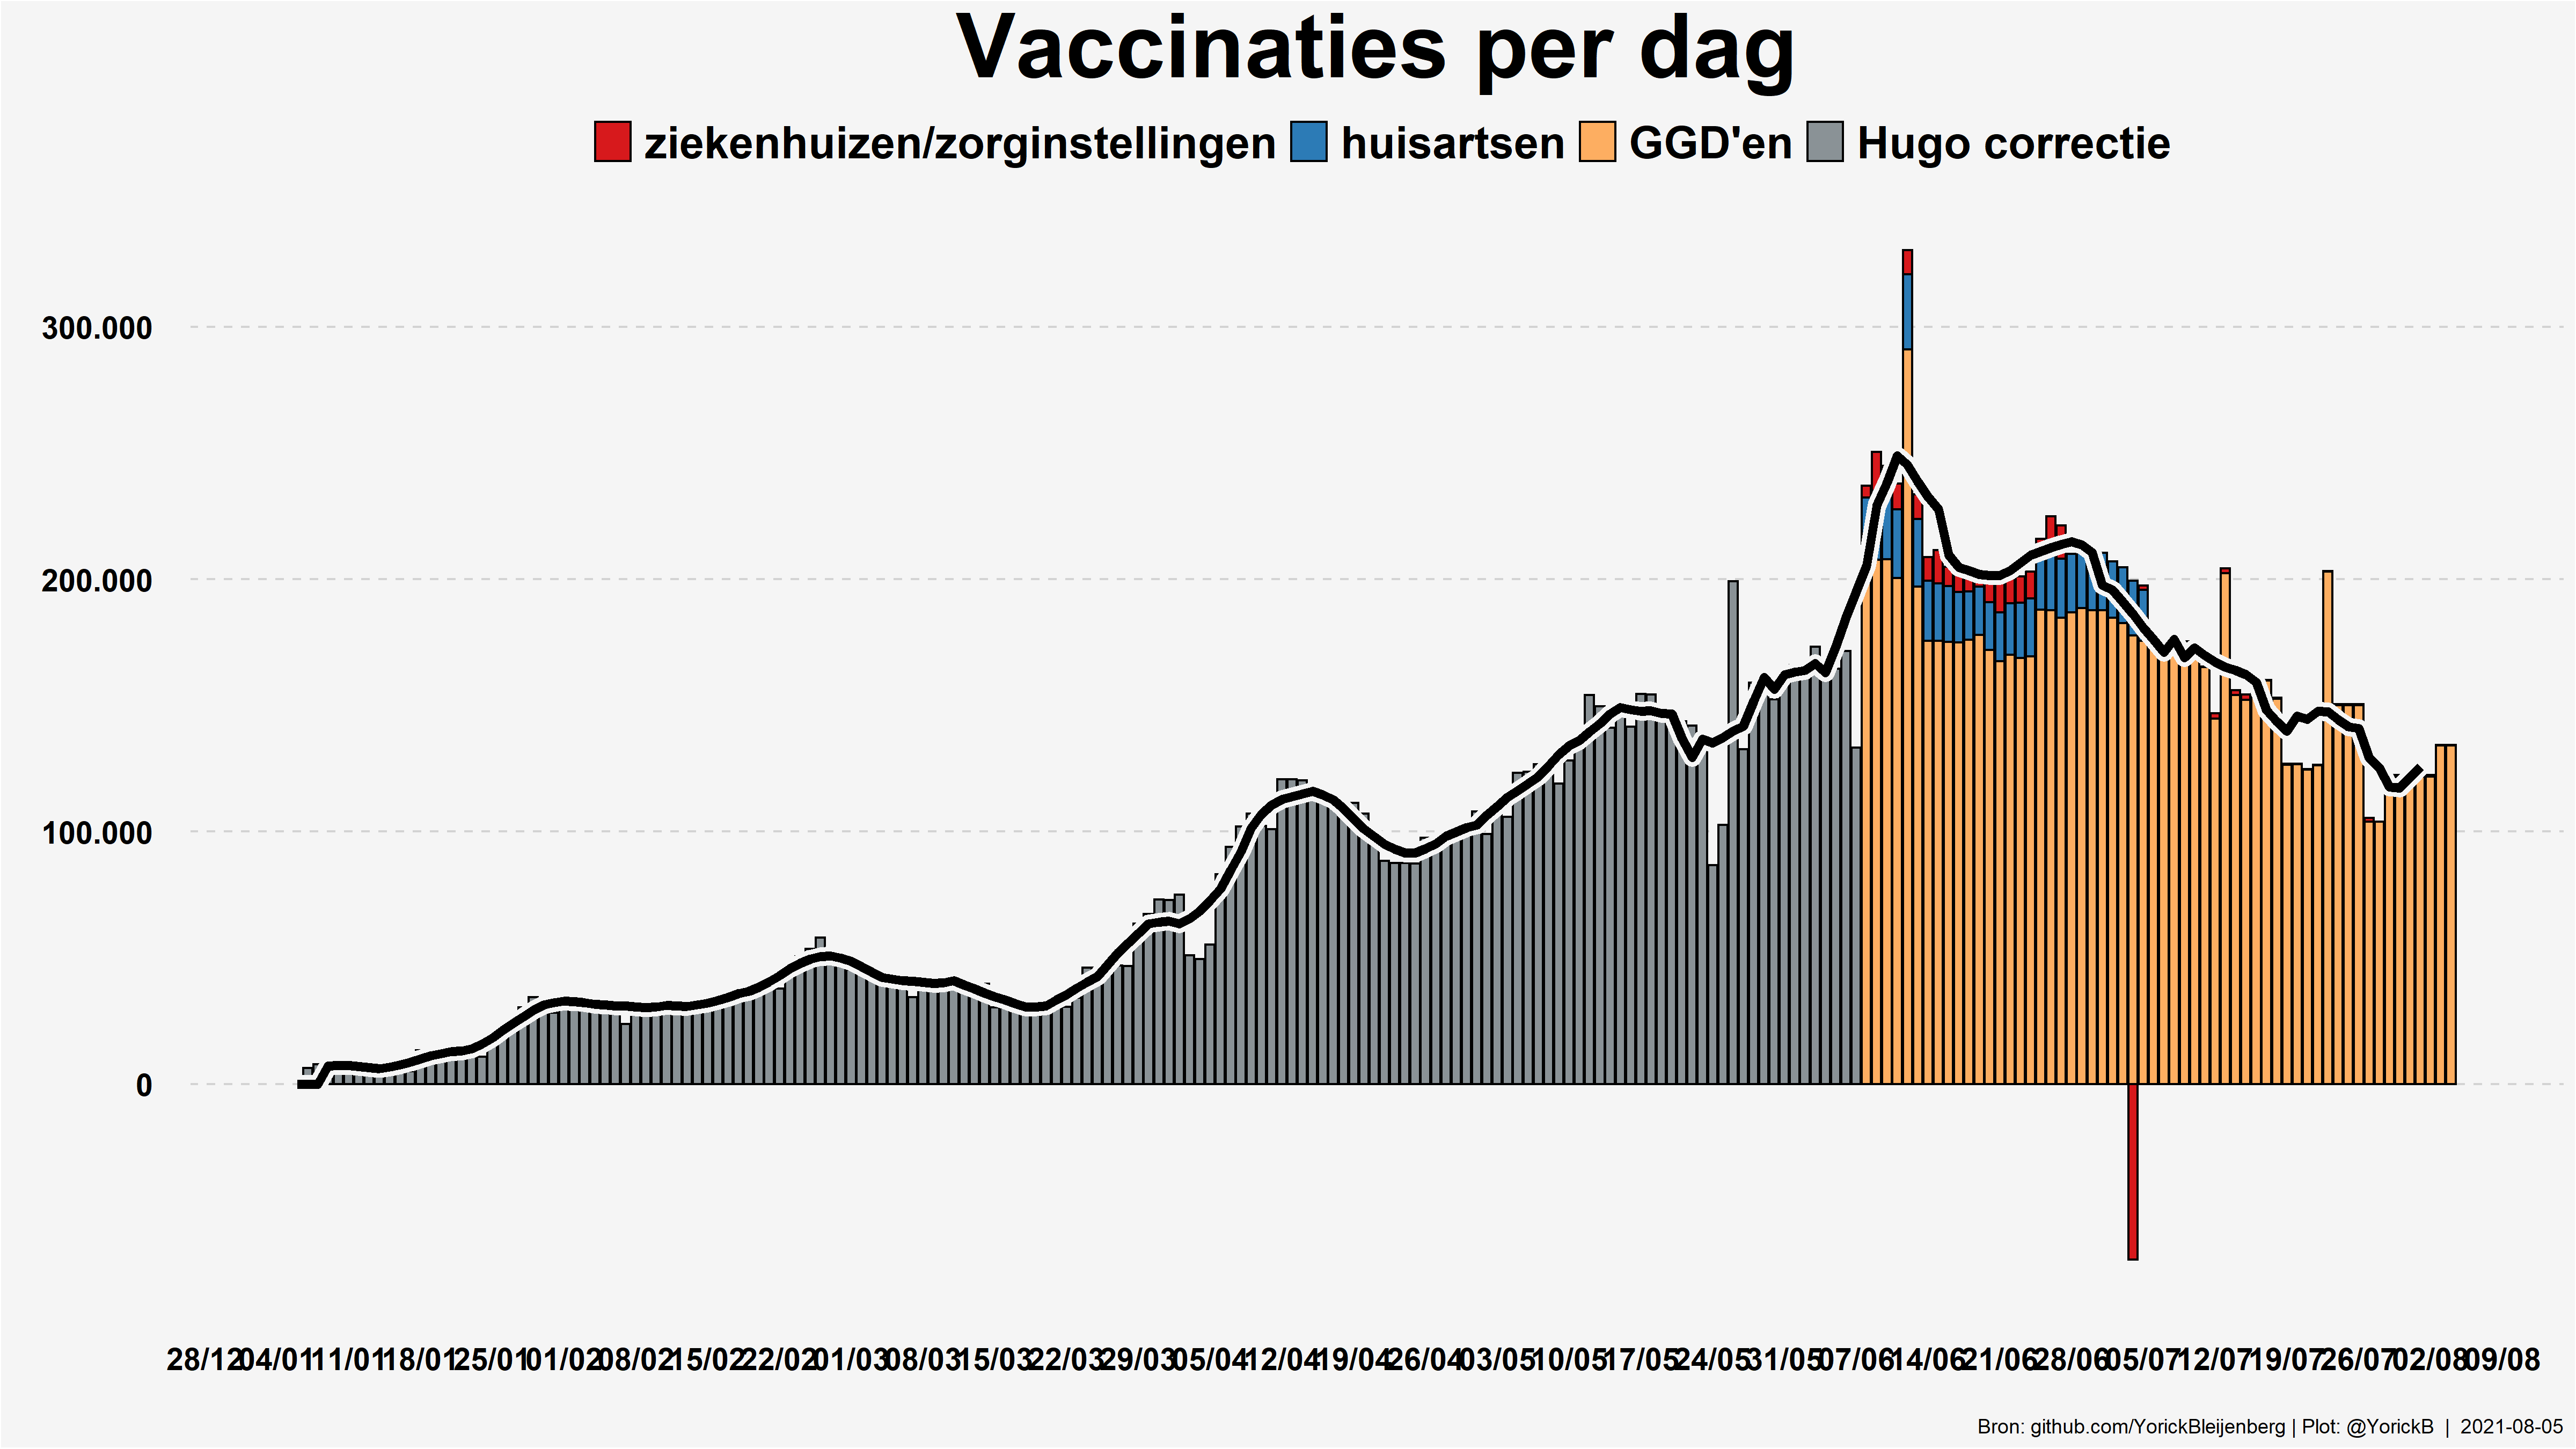 Vaccinaties per dag
ziekenhuizen/zorginstellingen huisartsen GGD'en Hugo correctie
300.000
200.000
100.000
0
28/12 04/01 11/01 18/01 25/01 01/02 08/02 15/02 22/02 01/03 08/03 15/03 22/03 29/03 05/04 12/04 19/04 26/04 03/05 10/05 17/05 24/05 31/05 07/06 14/06 21/06 28/06 05/07 12/07 19/07 26/07 02/08 09/08
Bron: github.com/YorickBleijenberg | Plot: @YorickB | 2021-08-05